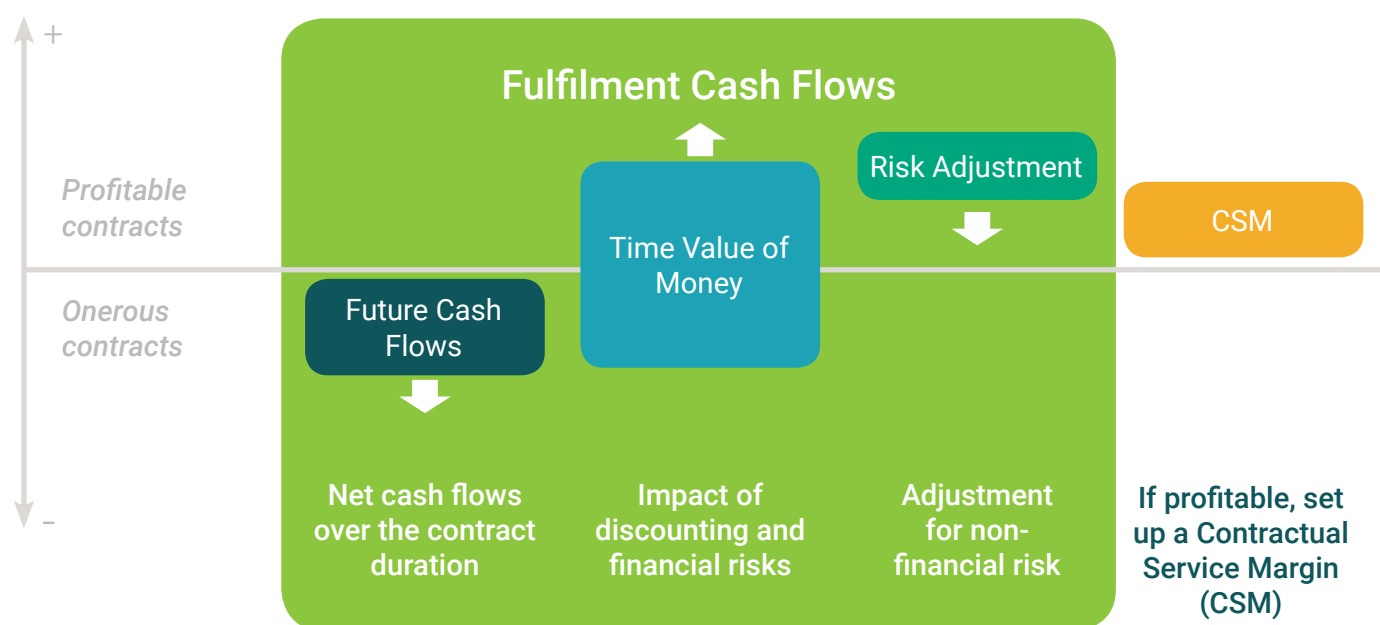 +
Fulfilment Cash Flows
Risk Adjustment
Profitable
contracts
CSM
Time Value of
Money
Onerous
contracts
Future Cash
Flows
Net cash flows
over the contract
duration
Impact of
discounting and
financial risks
Adjustment
for non-
financial risk
If profitable, set
up a Contractual
Service Margin
(CSM)
-